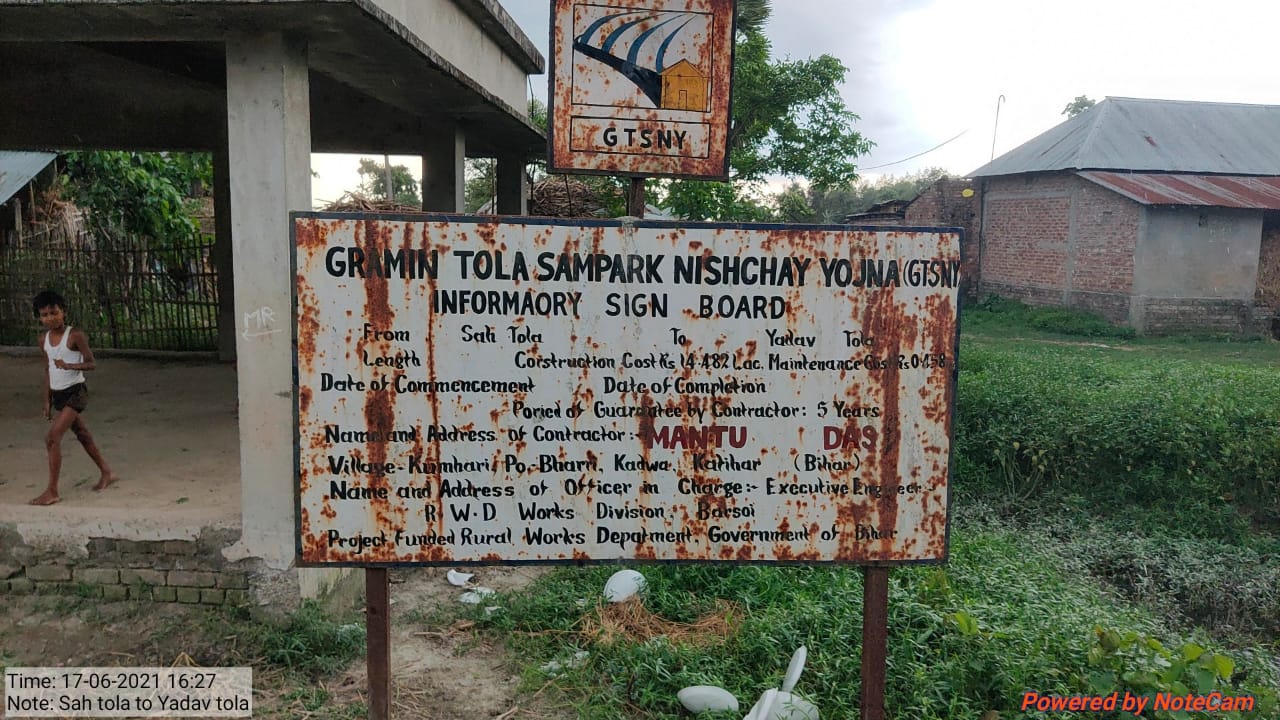 GTSNY
GRAMIN TOLA SAMPARK NISHCHAY YOJNA (GTSNY
INFORMAORY SIGN BOARD
From Sah Tola To Yadav Tola
Length Corstruction Cost Rs 14.482 Lac. Maintenance Cost Rs 0.458
Date of Commencement Date of Completion
Poried of Guarantee by Contractor: 5 Years
Name and Address of Contractor:- MANTU DAS
Village-Kumhari, Po-Bharri, Kadwa, Katihar (Bihar)
Name and Address of Officer in Charge:- Executive Engineer
R.W.D Works Division, Barsoi
Project Funded Rural Works Depatment, Government of Bihar
MR
Time: 17-06-2021 16:27
Note: Sah tola to Yadav tola
Powered by NoteCam